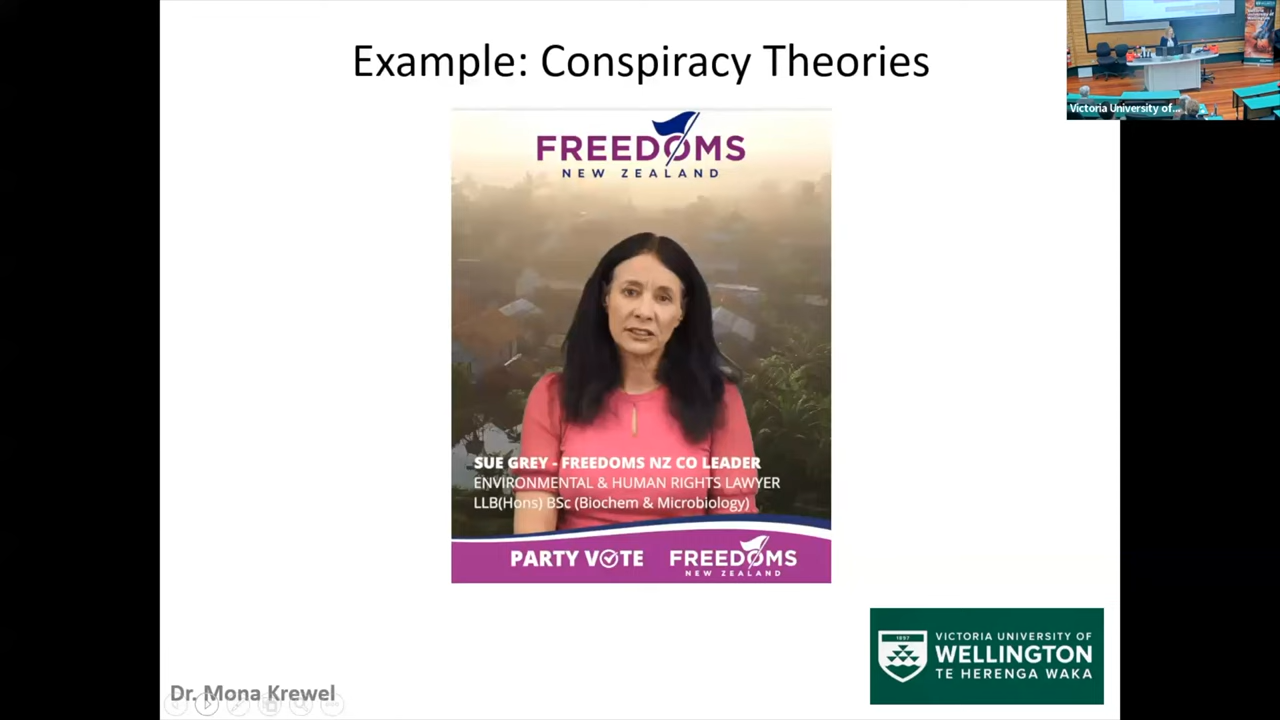 Example: Conspiracy Theories
Victoria University of...
FREEDOMS
NEW ZEALAND
SUE GREY - FREEDOMS NZ CO LEADER
ENVIRONMENTAL & HUMAN RIGHTS LAWYER
LLB(Hons) BSc (Biochem & Microbiology)
PARTY VOTE
FREEDOMS
NEW ZEALAND
1897
VICTORIA UNIVERSITY OF
WELLINGTON
TE HERENGA WAKA
Dr. Mona Krewel